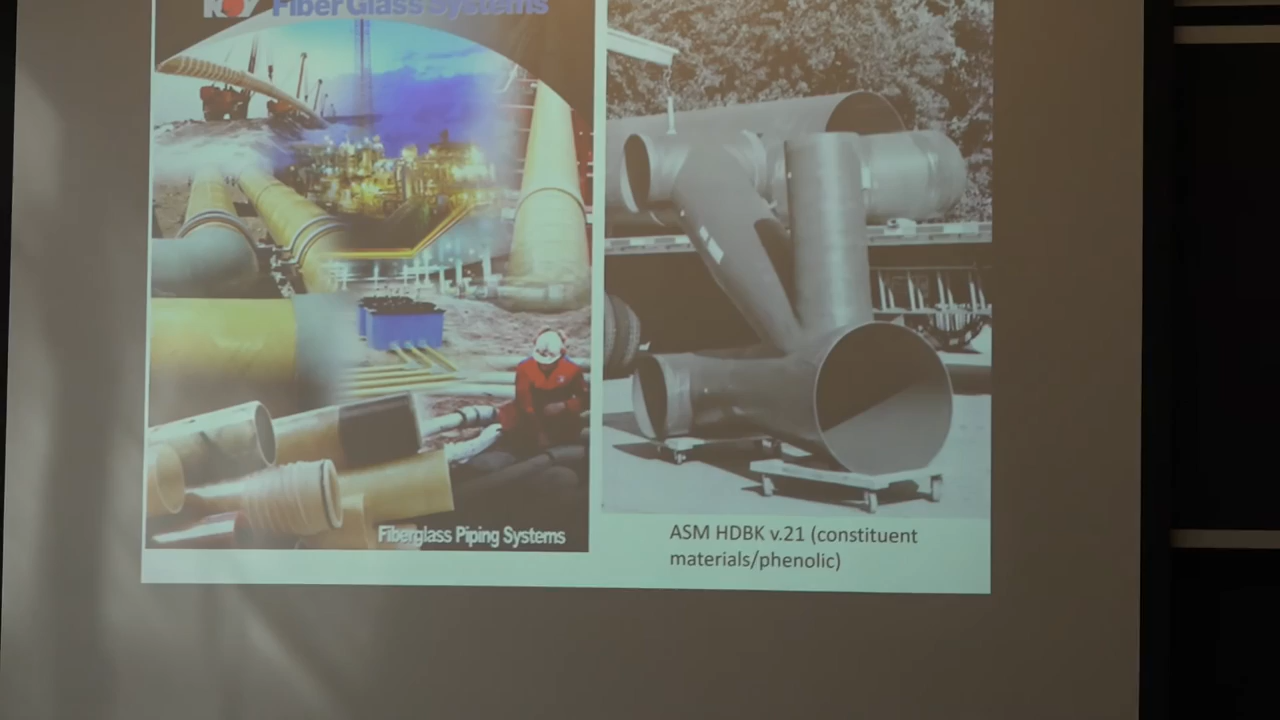 Fiber Glass Systems
Fiberglass Piping Systems
ASM HDBK v.21 (constituent
materials/phenolic)